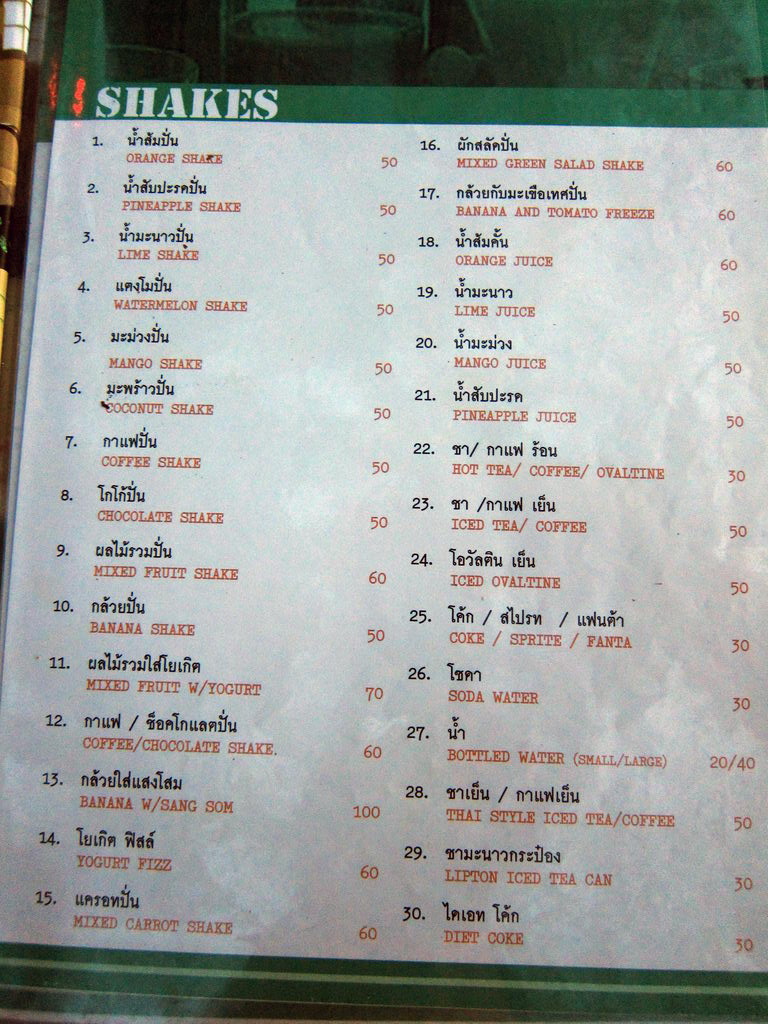 SHAKES
1. น้ำส้มปั่น
ORANGE SHAKE 50
2. น้ำสับปะรดปั่น
PINEAPPLE SHAKE 50
3. น้ำมะนาวปั่น
LIME SHAKE 50
4. แตงโมปั่น
WATERMELON SHAKE 50
5. มะม่วงปั่น
MANGO SHAKE 50
6. มะพร้าวปั่น
COCONUT SHAKE 50
7. กาแฟปั่น
COFFEE SHAKE 50
8. โกโก้ปั่น
CHOCOLATE SHAKE 50
9. ผลไม้รวมปั่น
MIXED FRUIT SHAKE 60
10. กล้วยปั่น
BANANA SHAKE 50
11. ผลไม้รวมใส่โยเกิต
MIXED FRUIT W/YOGURT 70
12. กาแฟ / ช็อคโกแลตปั่น
COFFEE/CHOCOLATE SHAKE. 60
13. กล้วยใส่แสงโสม
BANANA W/SANG SOM 100
14. โยเกิต ฟิสส์
YOGURT FIZZ 60
15. แครอทปั่น
MIXED CARROT SHAKE 60
16. ผักสลัดปั่น
MIXED GREEN SALAD SHAKE 60
17. กล้วยกับมะเขือเทศปั่น
BANANA AND TOMATO FREEZE 60
18. น้ำส้มคั้น
ORANGE JUICE 60
19. น้ำมะนาว
LIME JUICE 50
20. น้ำมะม่วง
MANGO JUICE 50
21. น้ำสับปะรด
PINEAPPLE JUICE 50
22. ชา/ กาแฟ ร้อน
HOT TEA/ COFFEE/ OVALTINE 30
23. ชา /กาแฟ เย็น
ICED TEA/ COFFEE 50
24. โอวัลติน เย็น
ICED OVALTINE 50
25. โค้ก / สไปรท / แฟนต้า
COKE / SPRITE / FANTA 30
26. โซดา
SODA WATER 30
27. น้ำ
BOTTLED WATER (SMALL/LARGE) 20/40
28. ชาเย็น / กาแฟเย็น
THAI STYLE ICED TEA/COFFEE 50
29. ชามะนาวกระป๋อง
LIPTON ICED TEA CAN 30
30. ไดเอท โค้ก
DIET COKE 30